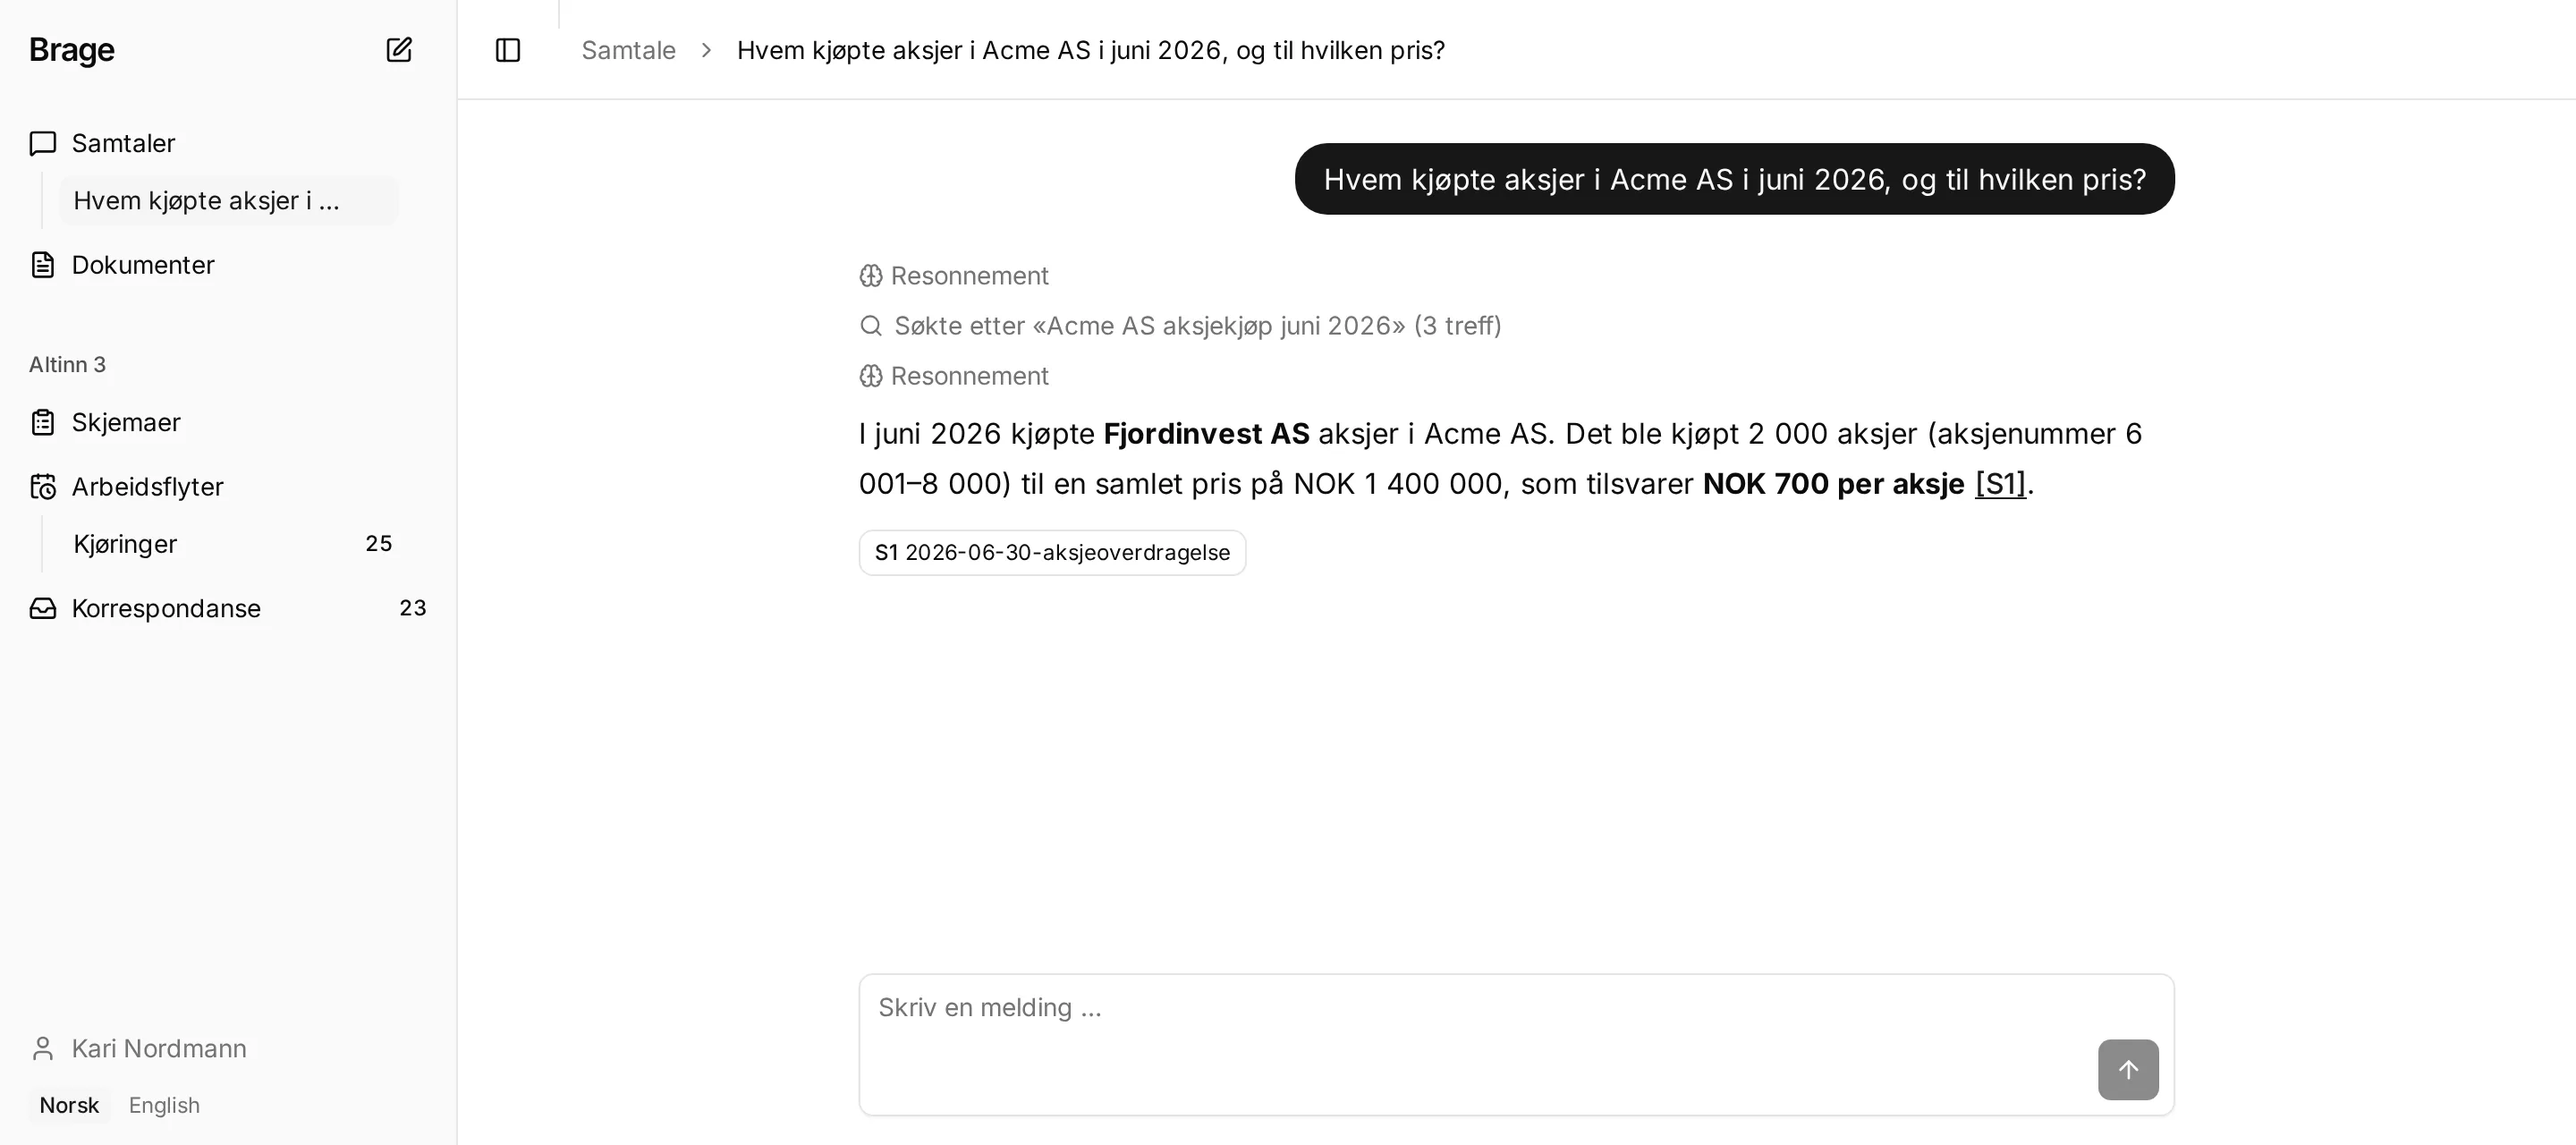 Brage
Samtaler
Hvem kjøpte aksjer i ...
Dokumenter
Altinn 3
Skjemaer
Arbeidsflyter
Kjøringer 25
Korrespondanse 23
Kari Nordmann
Norsk English
Samtale > Hvem kjøpte aksjer i Acme AS i juni 2026, og til hvilken pris?
Hvem kjøpte aksjer i Acme AS i juni 2026, og til hvilken pris?
Resonnement
Søkte etter «Acme AS aksjekjøp juni 2026» (3 treff)
Resonnement
I juni 2026 kjøpte Fjordinvest AS aksjer i Acme AS. Det ble kjøpt 2 000 aksjer (aksjenummer 6
001–8 000) til en samlet pris på NOK 1 400 000, som tilsvarer NOK 700 per aksje [S1].
S1 2026-06-30-aksjeoverdragelse
Skriv en melding ...